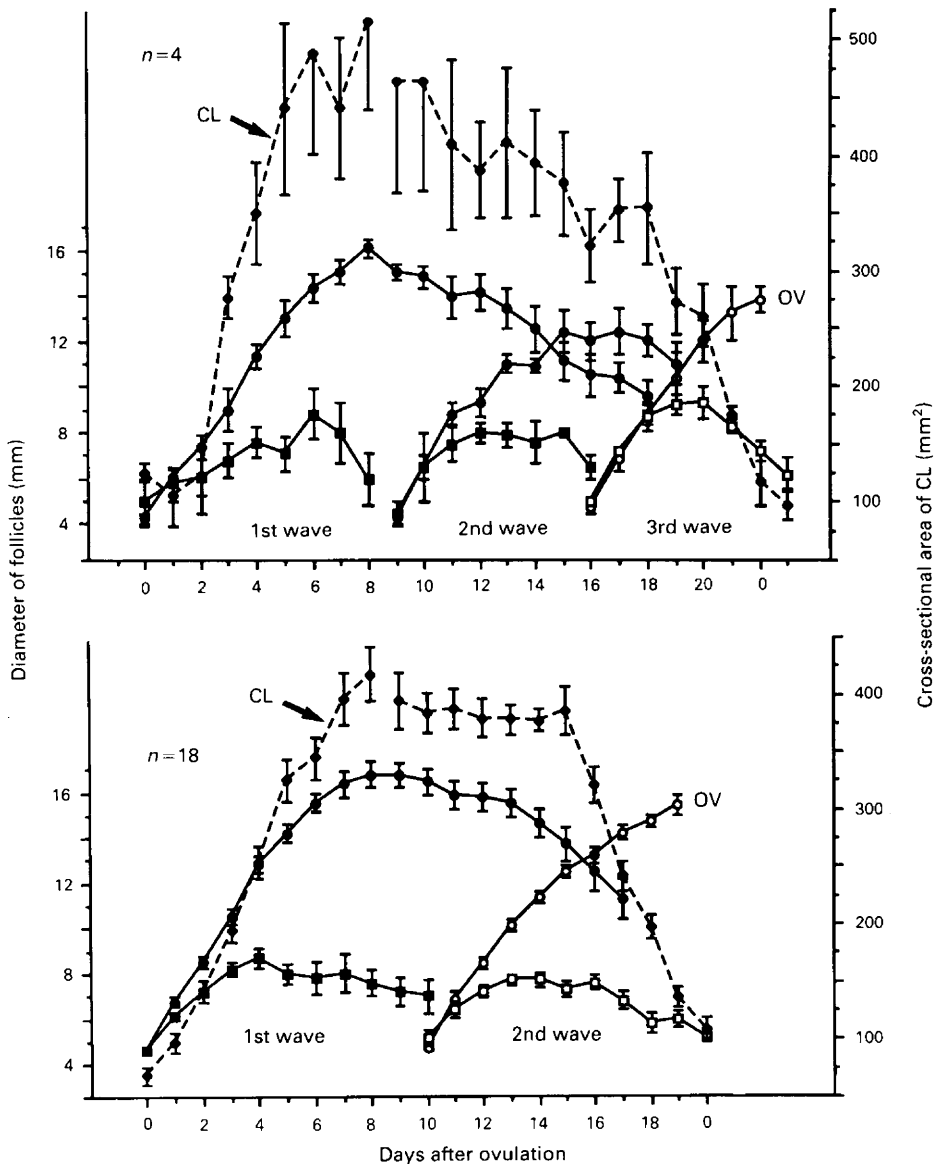 n=4
CL
OV
1st wave
2nd wave
3rd wave
16
12
8
4
500
400
300
200
100
0 2 4 6 8 10 12 14 16 18 20 0
Diameter of follicles (mm)
Cross-sectional area of CL (mm²)
CL
n=18
OV
1st wave
2nd wave
16
12
8
4
400
300
200
100
0 2 4 6 8 10 12 14 16 18 0
Days after ovulation